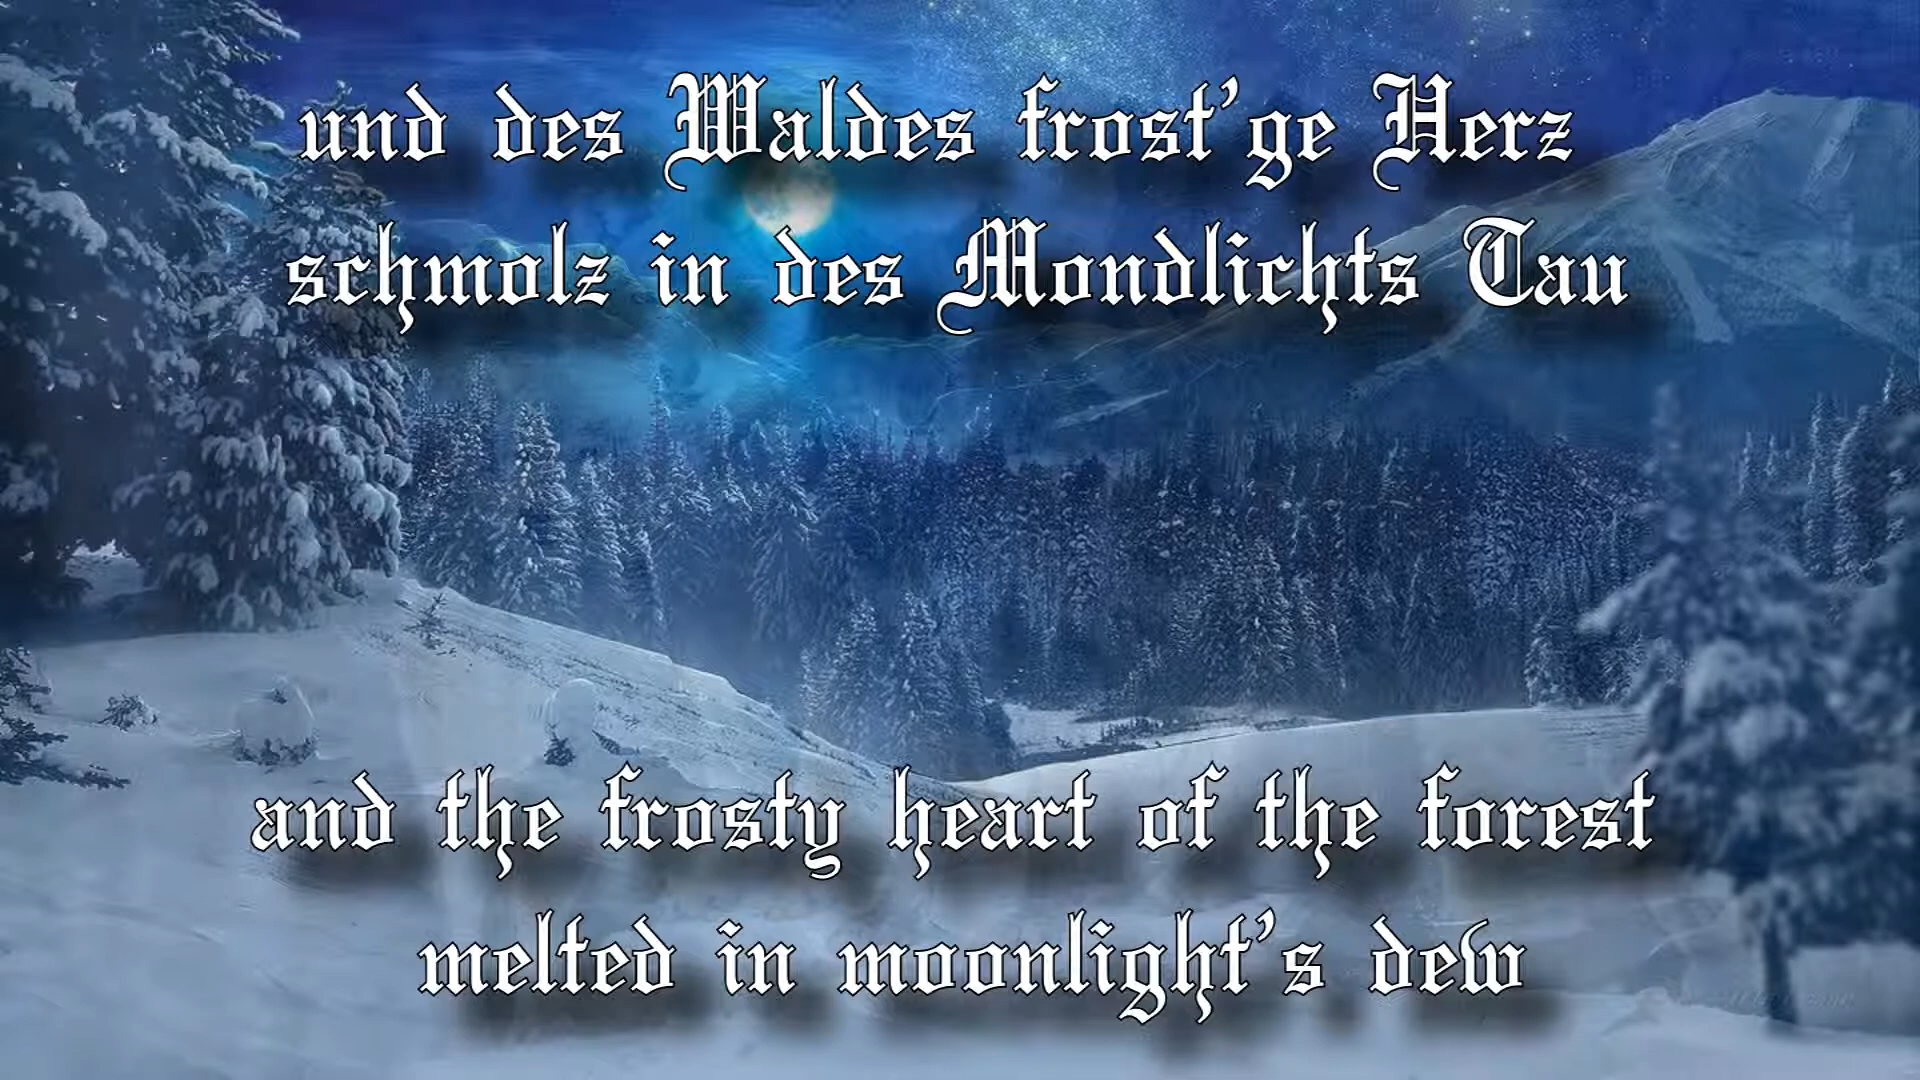 und des Waldes frost'ge Herz
schmolz in des Mondlichts Tau
and the frosty heart of the forest
melted in moonlight's dew